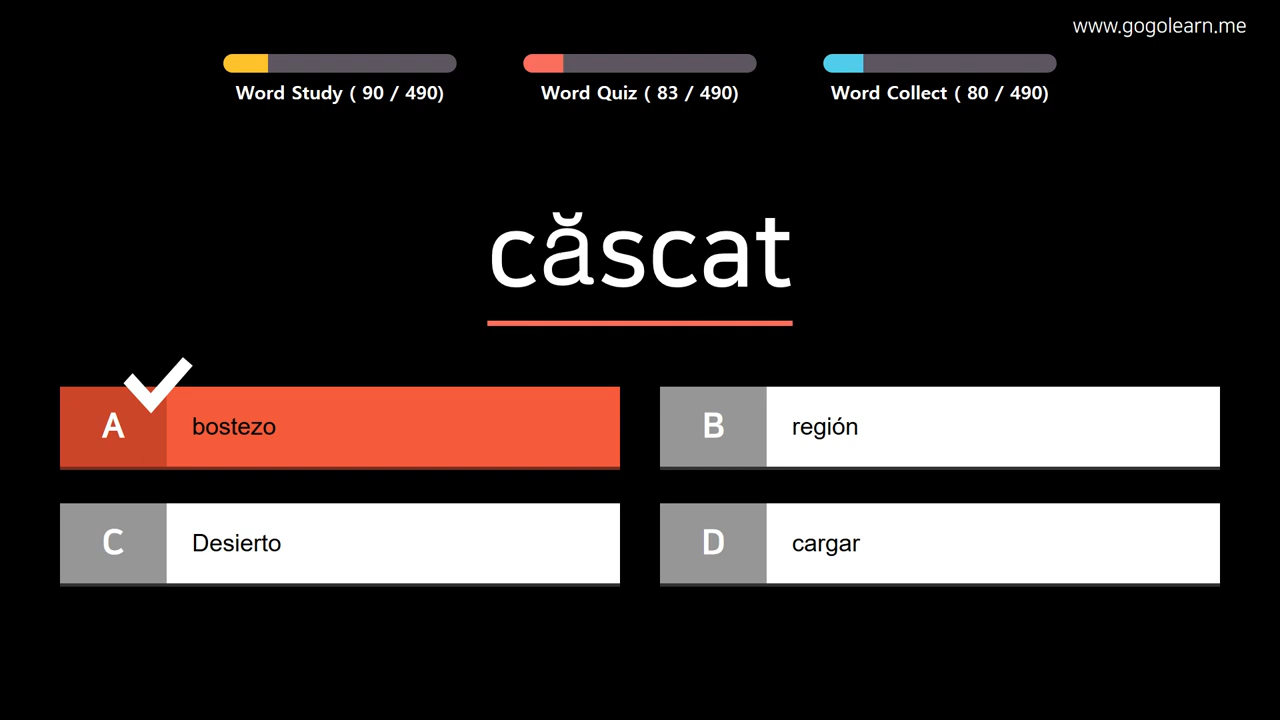 www.gogolearn.me
Word Study ( 90 / 490)
Word Quiz ( 83 / 490)
Word Collect ( 80 / 490)
căscat
A bostezo
B región
C Desierto
D cargar